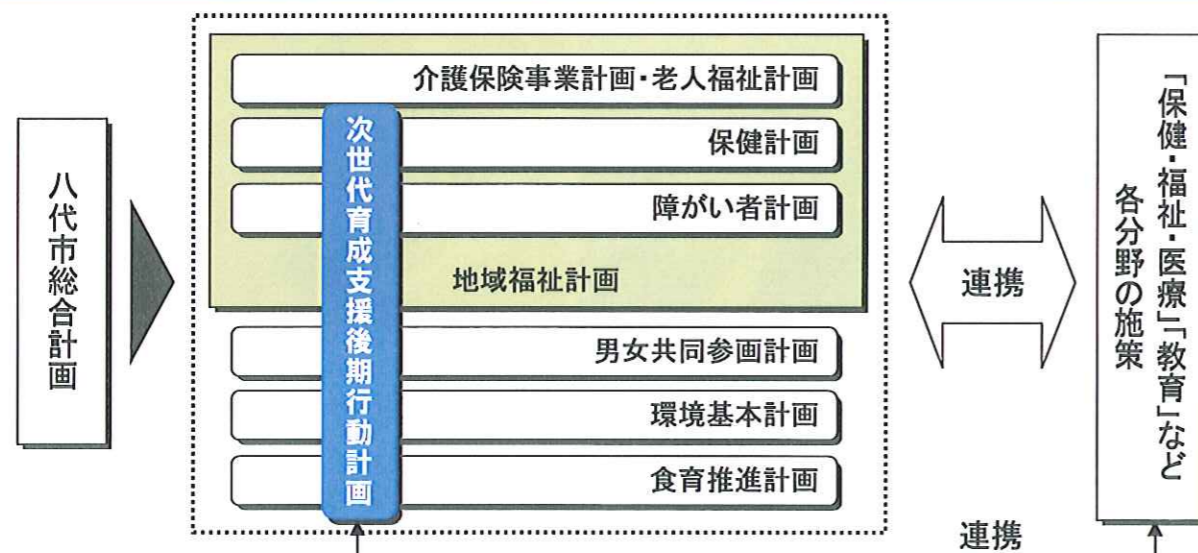 八代市総合計画
介護保険事業計画・老人福祉計画
保健計画
障がい者計画
地域福祉計画
次世代育成支援後期行動計画
男女共同参画計画
環境基本計画
食育推進計画
連携
「保健・福祉・医療」「教育」など
各分野の施策
連携